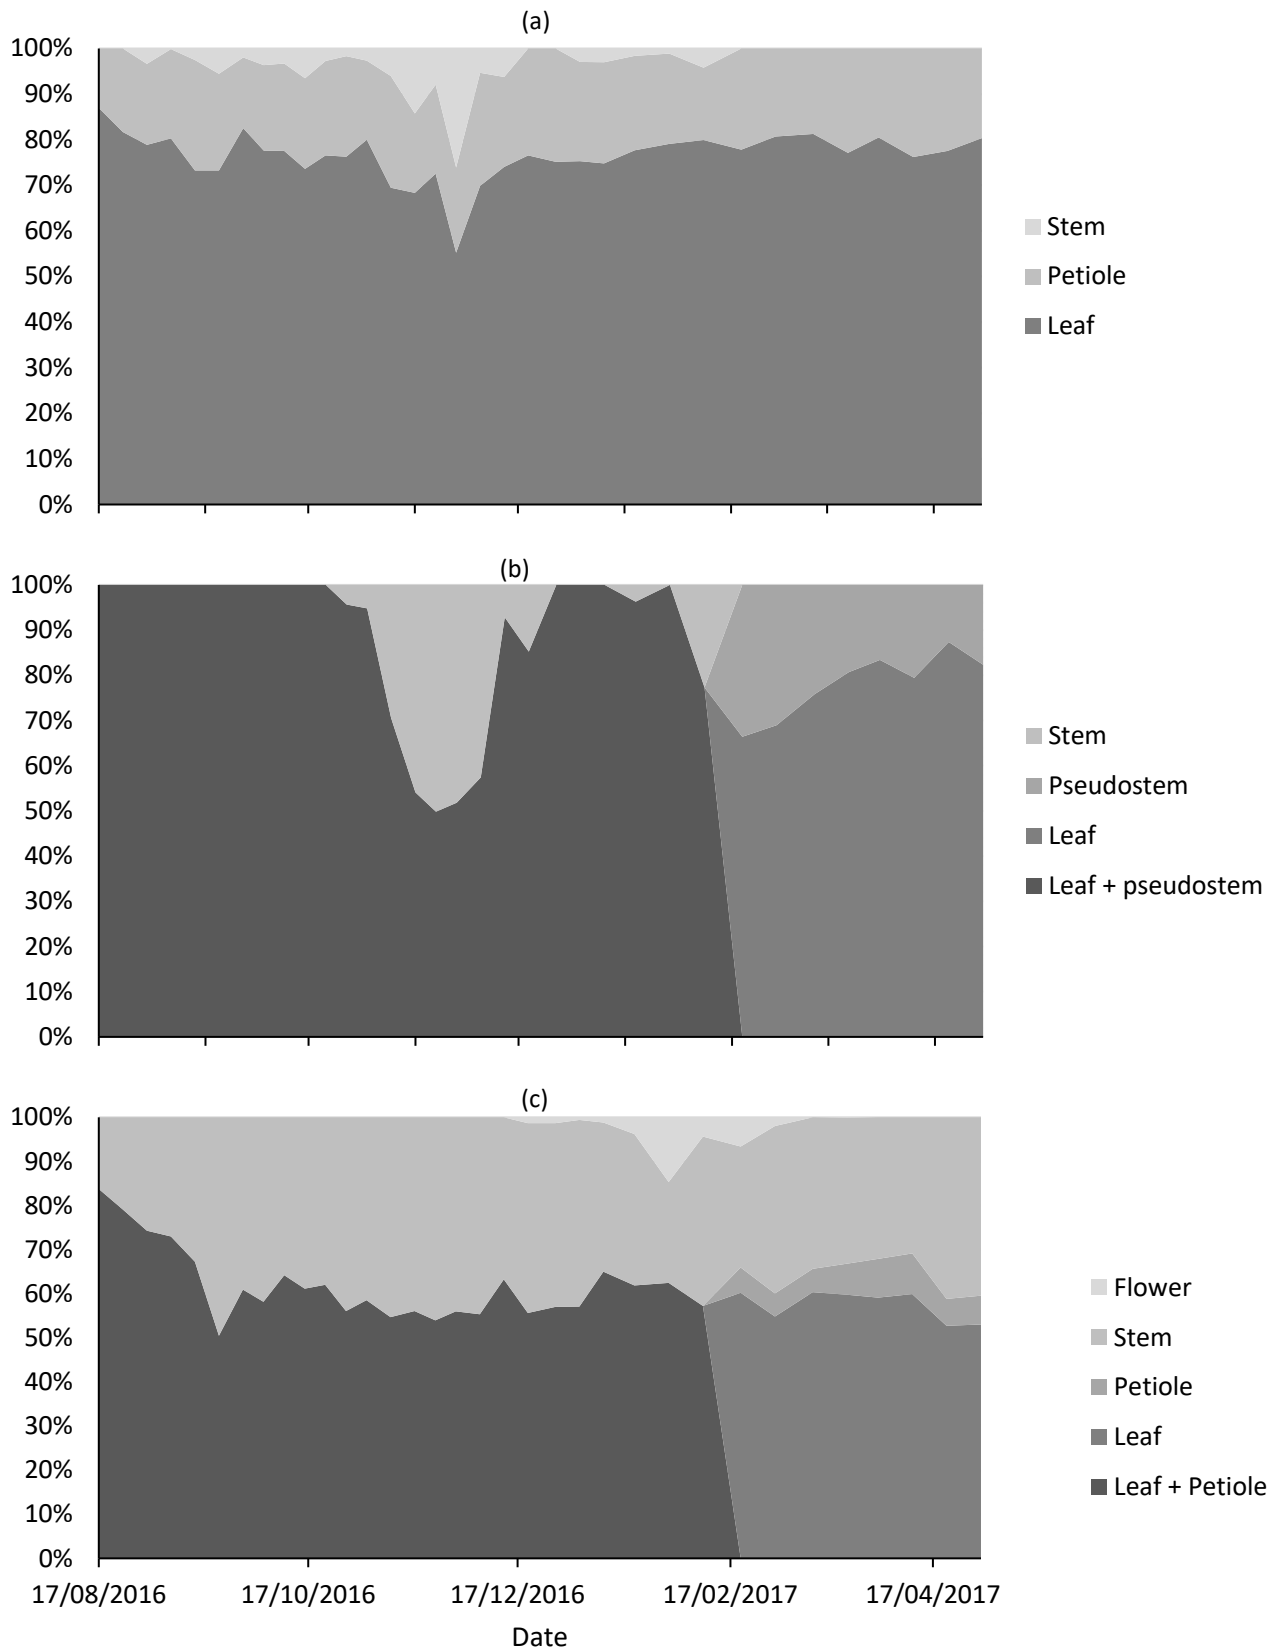 (a)
100%
90%
80%
70%
60%
50%
40%
30%
20%
10%
0%
Stem
Petiole
Leaf
(b)
100%
90%
80%
70%
60%
50%
40%
30%
20%
10%
0%
Stem
Pseudostem
Leaf
Leaf + pseudostem
(c)
100%
90%
80%
70%
60%
50%
40%
30%
20%
10%
0%
Flower
Stem
Petiole
Leaf
Leaf + Petiole
17/08/2016 17/10/2016 17/12/2016 17/02/2017 17/04/2017
Date